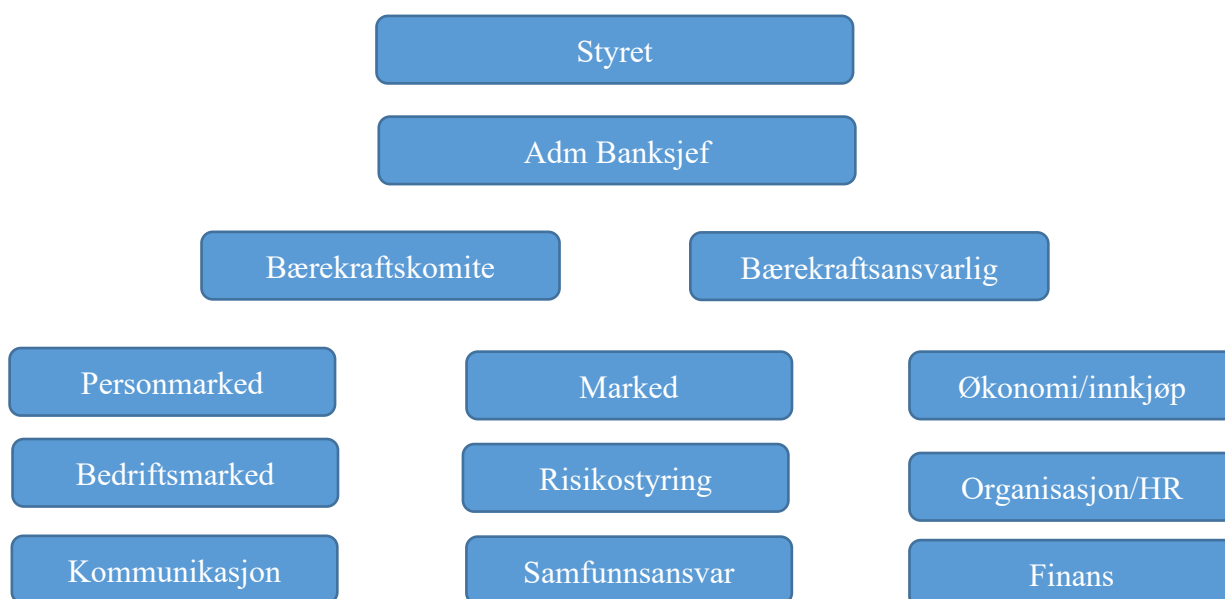 Styret
Adm Banksjef
Bærekraftskomite
Bærekraftsansvarlig
Personmarked
Marked
Økonomi/innkjøp
Bedriftsmarked
Risikostyring
Organisasjon/HR
Kommunikasjon
Samfunnsansvar
Finans